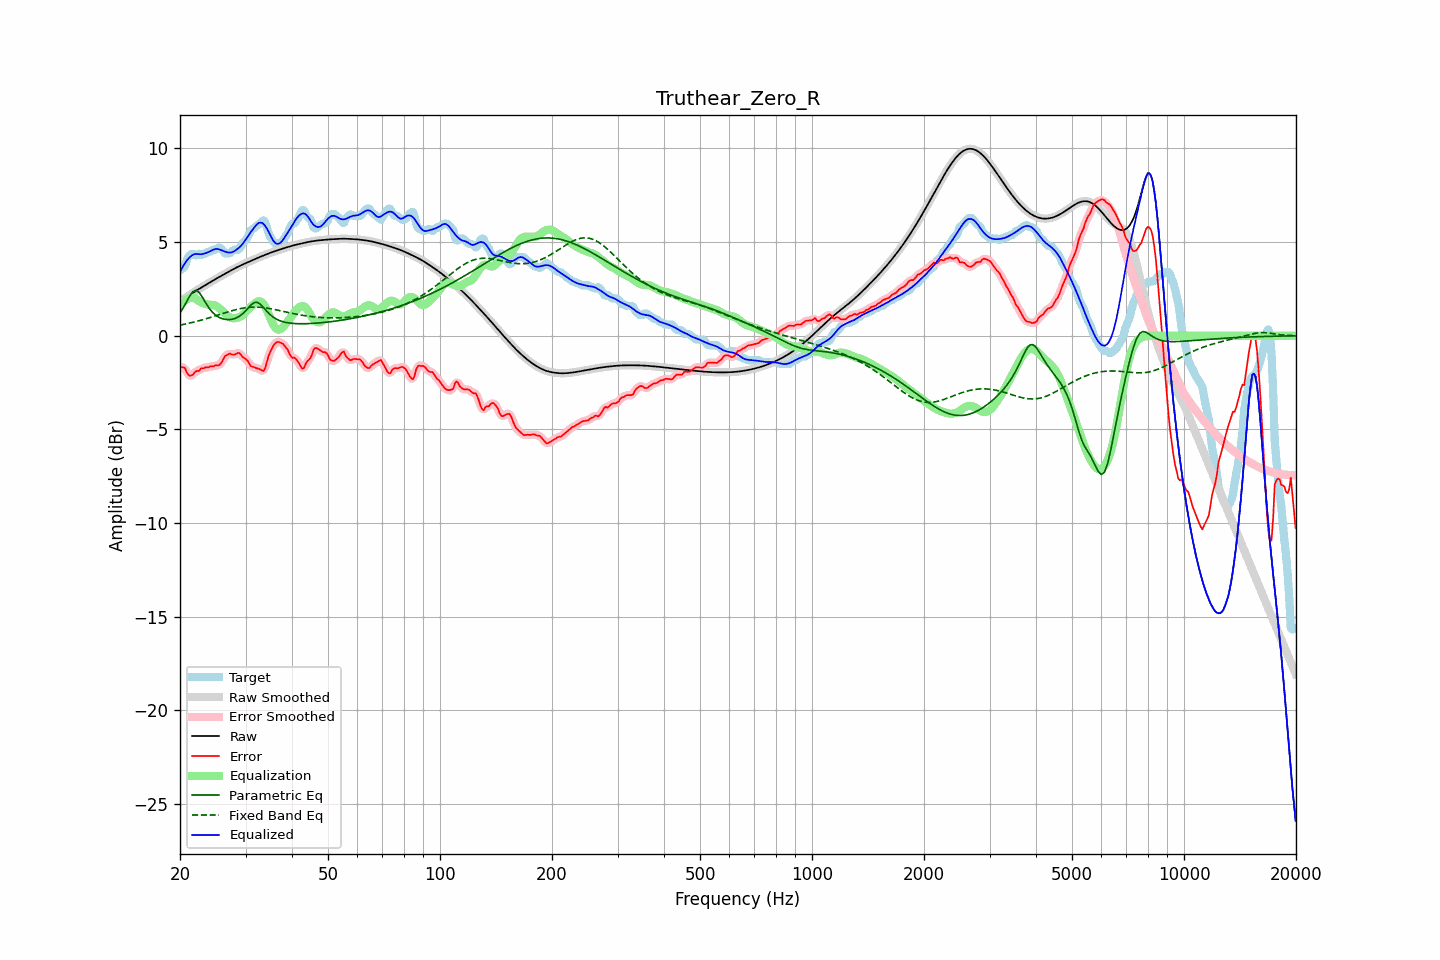 Truthear_Zero_R
10
5
0
−5
−10
−15
−20
−25
Amplitude (dBr)
Target
Raw Smoothed
Error Smoothed
Raw
Error
Equalization
Parametric Eq
Fixed Band Eq
Equalized
20 50 100 200 500 1000 2000 5000 10000 20000
Frequency (Hz)